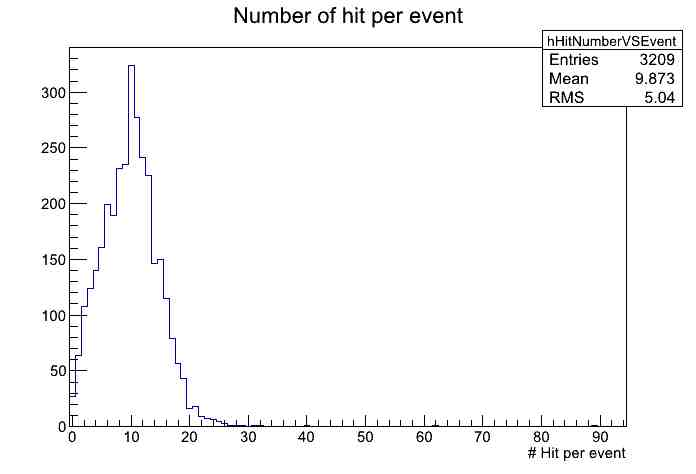 Number of hit per event
hHitNumberVSEvent
Entries 3209
Mean 9.873
RMS 5.04
300
250
200
150
100
50
0
0 10 20 30 40 50 60 70 80 90
# Hit per event